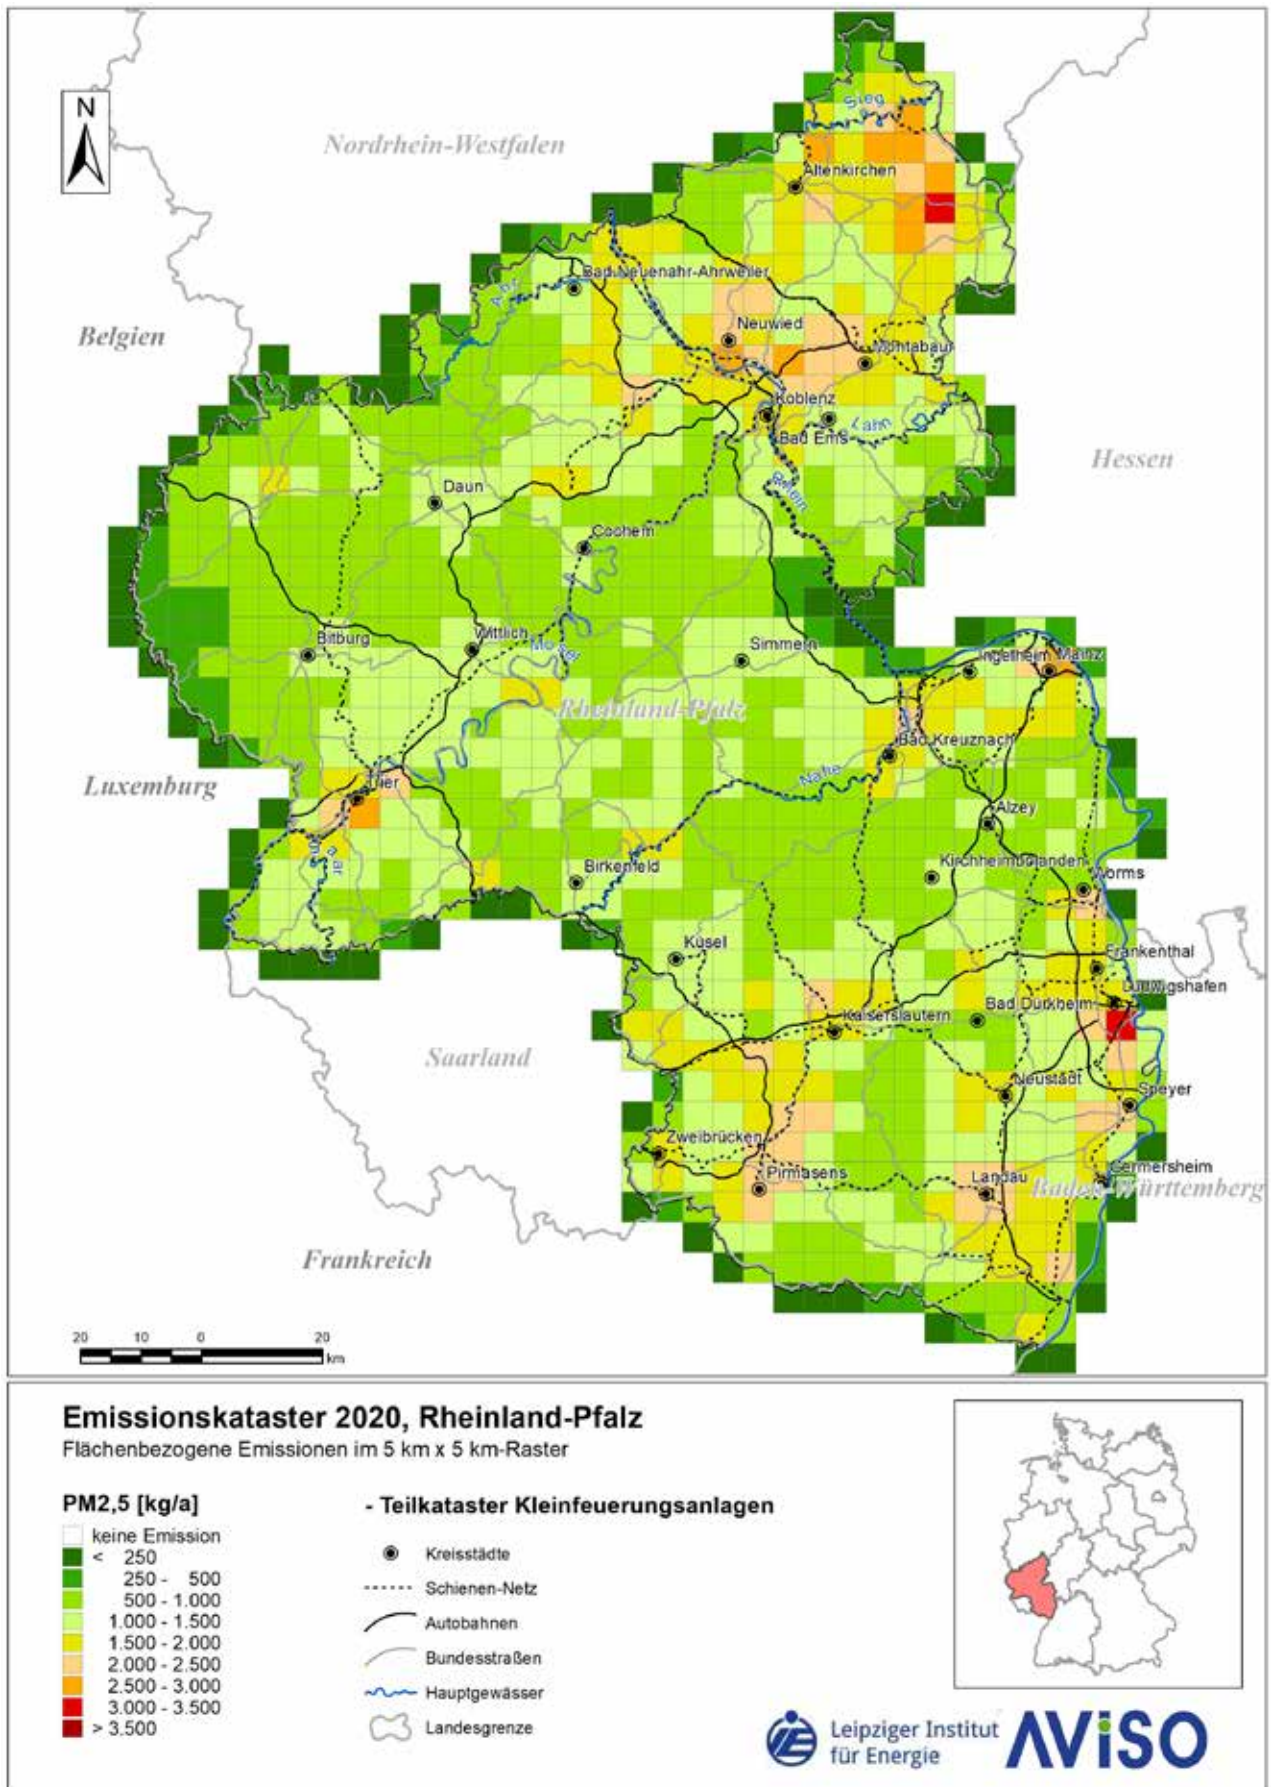 N
Nordrhein-Westfalen
Sieg
Altenkirchen
Bad Neuenahr-Ahrweiler
Ahr
Belgien
Neuwied
Montabaur
Koblenz
Lahn
Bad Ems
Hessen
Daun
Rhein
Cochem
Bitburg
Wittlich
Mosel
Simmern
Ingelheim
Mainz
Rheinland-Pfalz
Bad Kreuznach
Nahe
Luxemburg
Trier
Alzey
Saar
Birkenfeld
Kirchheimbolanden
Worms
Kusel
Frankenthal
Ludwigshafen
Bad Dürkheim
Kaiserslautern
Saarland
Neustadt
Speyer
Zweibrücken
Pirmasens
Landau
Germersheim
Baden-Württemberg
Frankreich
20 10 0 20
km
Emissionskataster 2020, Rheinland-Pfalz
Flächenbezogene Emissionen im 5 km x 5 km-Raster
PM2,5 [kg/a]
keine Emission
< 250
250 - 500
500 - 1.000
1.000 - 1.500
1.500 - 2.000
2.000 - 2.500
2.500 - 3.000
3.000 - 3.500
> 3.500
- Teilkataster Kleinfeuerungsanlagen
Kreisstädte
Schienen-Netz
Autobahnen
Bundesstraßen
Hauptgewässer
Landesgrenze
Leipziger Institut
für Energie
AViSO